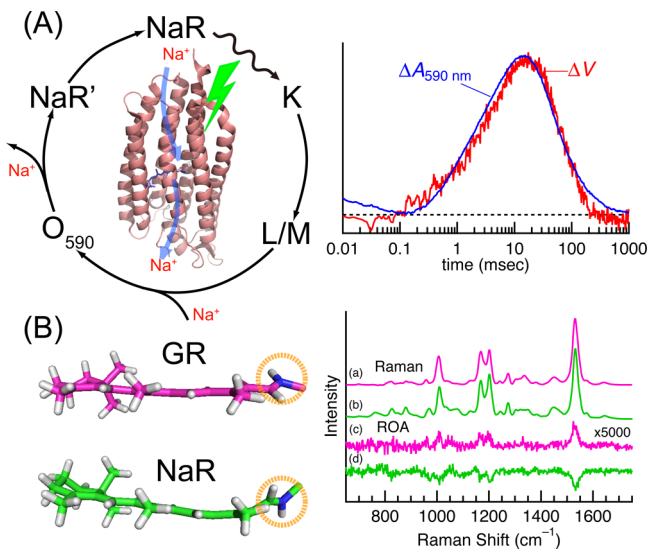 (A)
NaR
Na⁺
K
NaR'
Na⁺
O₅₉₀
L/M
Na⁺
Na⁺
ΔA₅₉₀ ₙₘ
ΔV
0.01 0.1 1 10 100 1000
time (msec)
(B)
GR
NaR
Intensity
(a) Raman
(b)
(c) ROA x5000
(d)
800 1000 1200 1400 1600
Raman Shift (cm⁻¹)